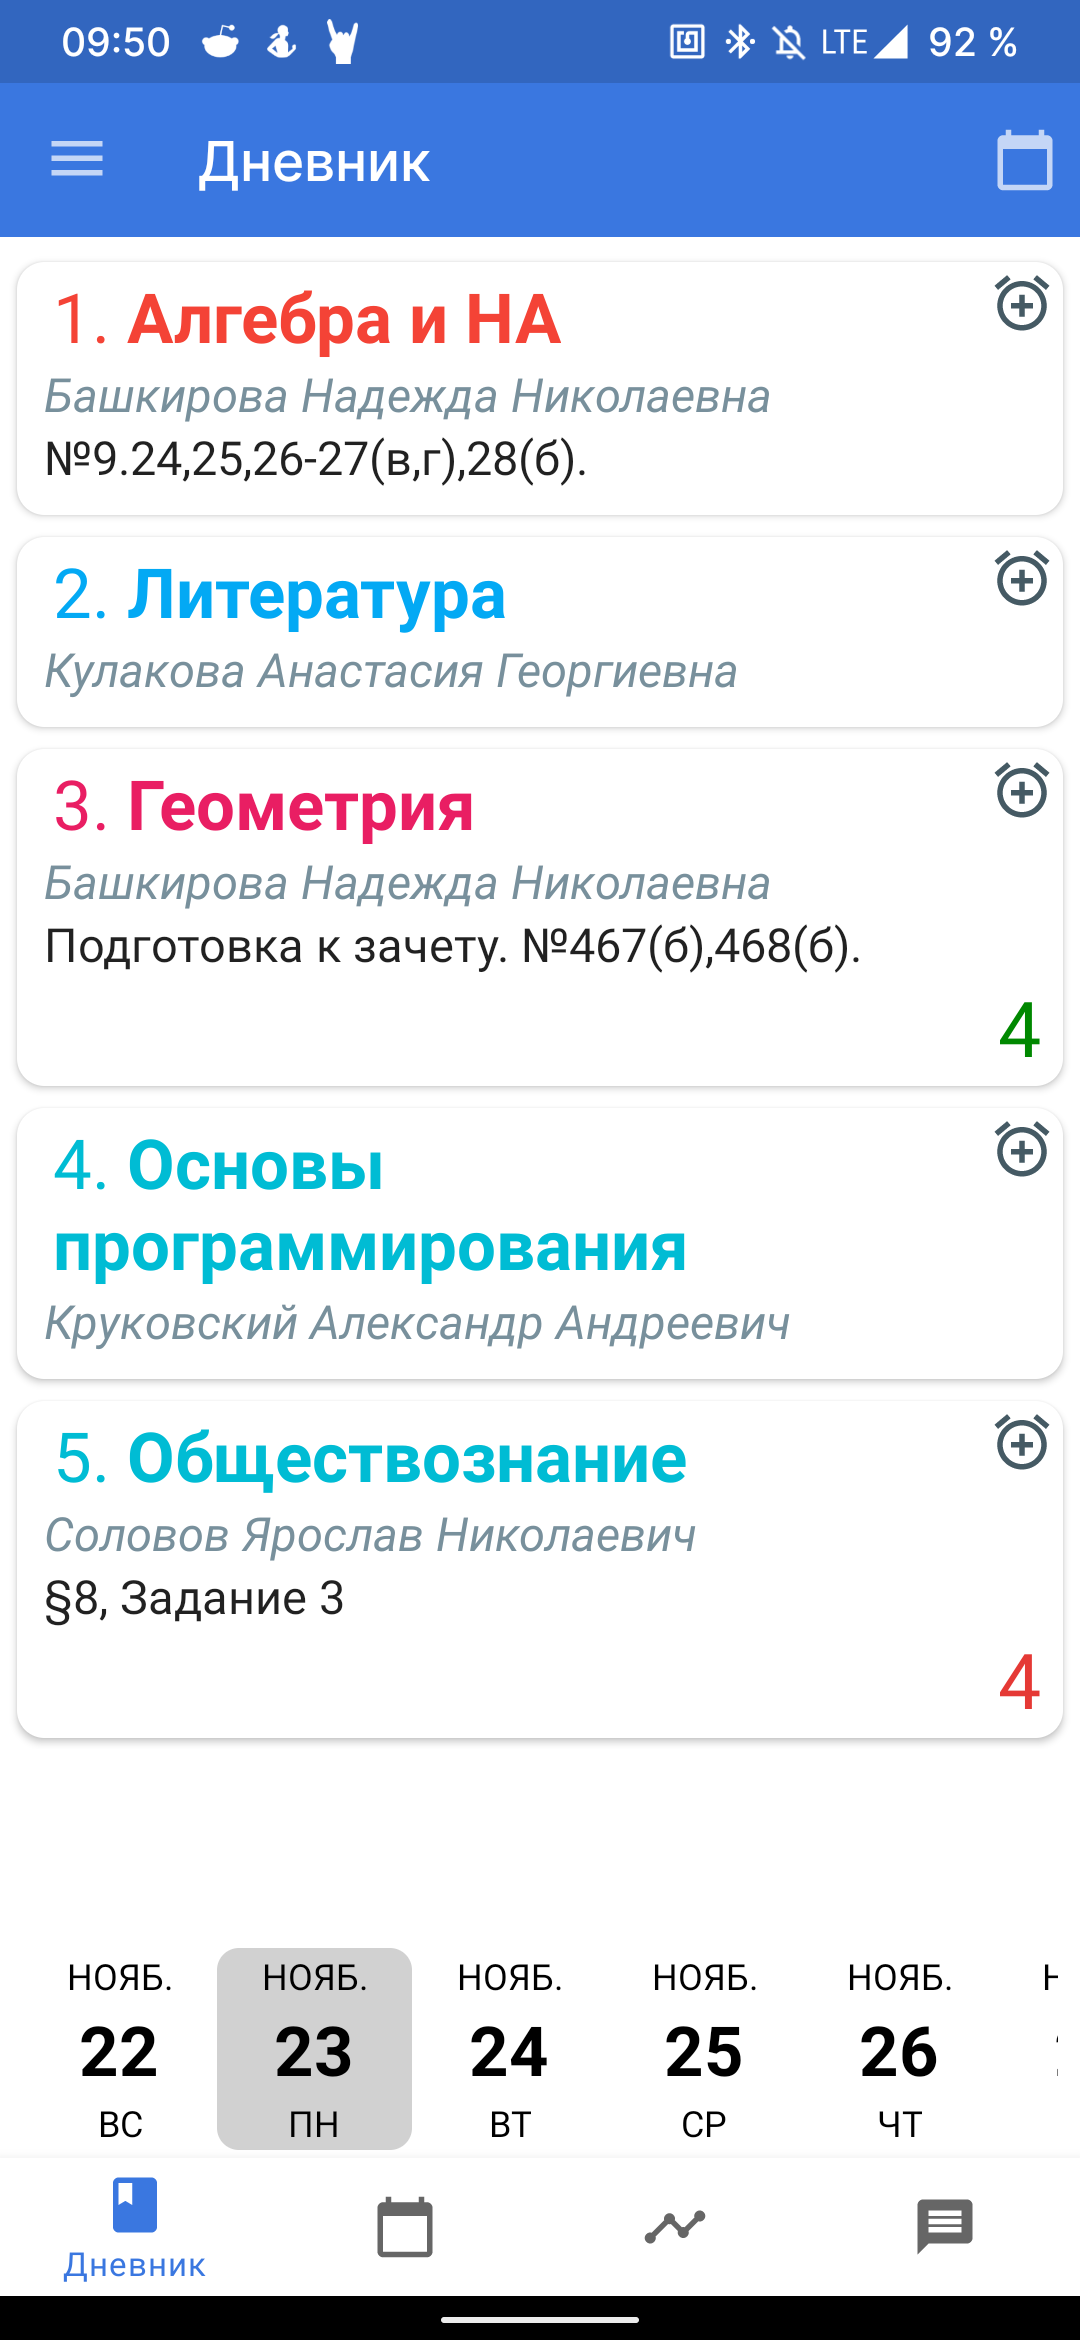 09:50 LTE 92 %
Дневник
1. Алгебра и НА
Башкирова Надежда Николаевна
№9.24,25,26-27(в,г),28(б).
2. Литература
Кулакова Анастасия Георгиевна
3. Геометрия
Башкирова Надежда Николаевна
Подготовка к зачету. №467(б),468(б).
4
4. Основы
программирования
Круковский Александр Андреевич
5. Обществознание
Соловов Ярослав Николаевич
§8, Задание 3
4
НОЯБ. НОЯБ. НОЯБ. НОЯБ. НОЯБ.
22 23 24 25 26
ВС ПН ВТ СР ЧТ
Дневник